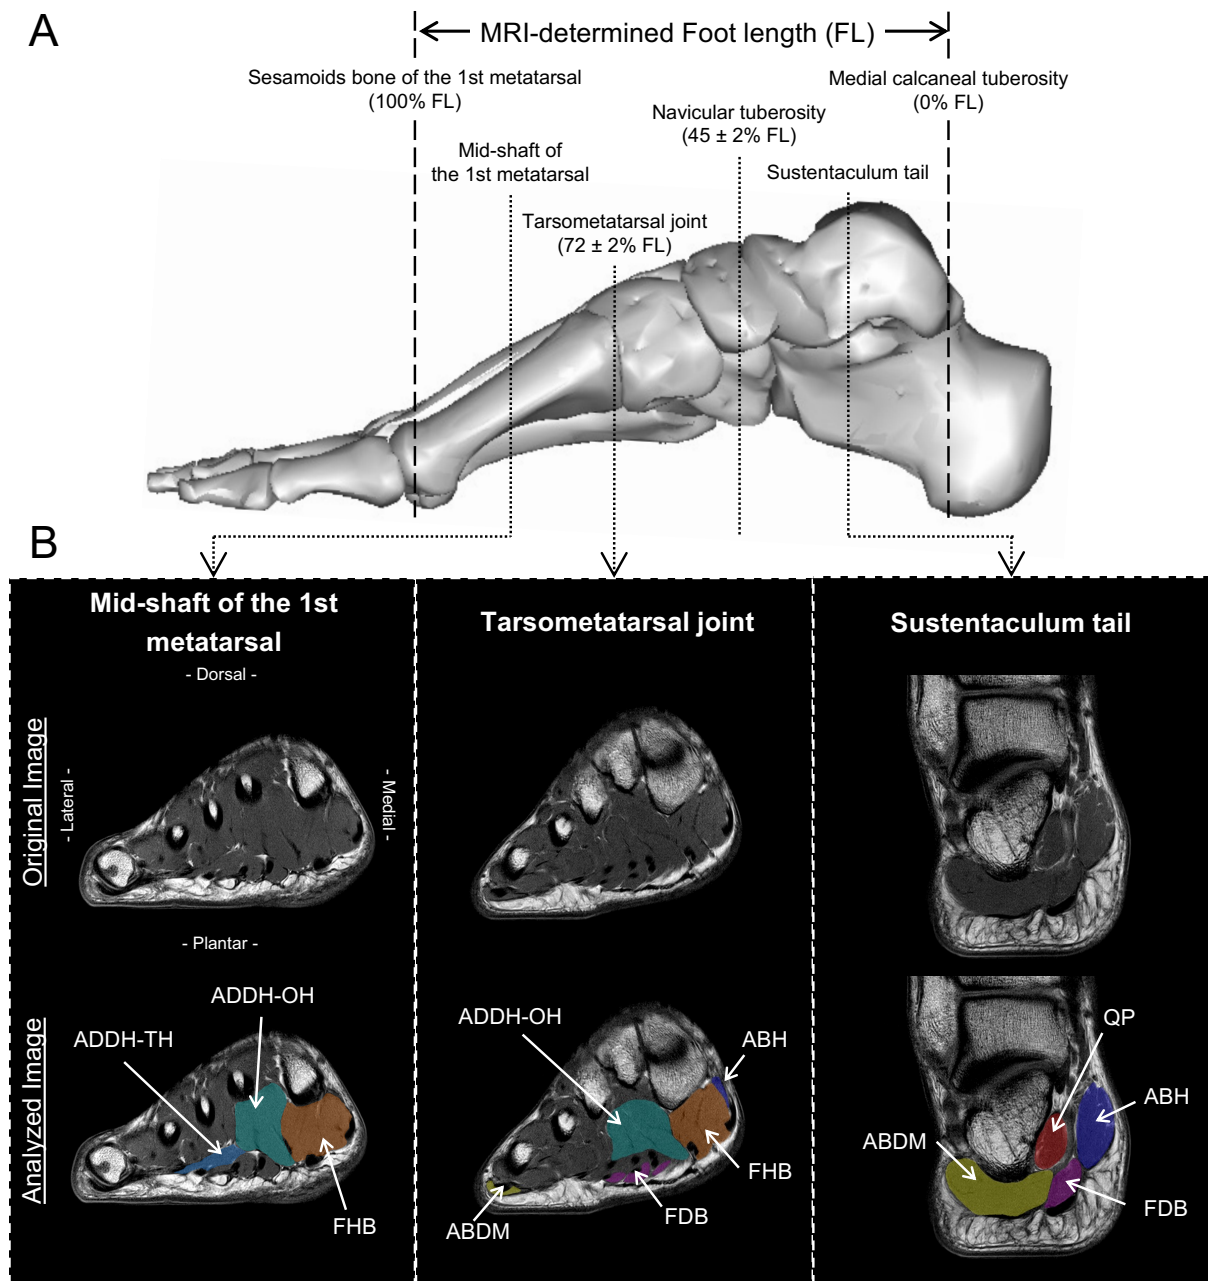 A
MRI-determined Foot length (FL)
Sesamoids bone of the 1st metatarsal
(100% FL)
Medial calcaneal tuberosity
(0% FL)
Navicular tuberosity
(45 ± 2% FL)
Mid-shaft of
the 1st metatarsal
Sustentaculum tail
Tarsometatarsal joint
(72 ± 2% FL)
B
Mid-shaft of the 1st
metatarsal
Tarsometatarsal joint
Sustentaculum tail
- Dorsal -
Original Image
- Lateral -
- Medial -
- Plantar -
Analyzed Image
ADDH-OH
ADDH-TH
FHB
ADDH-OH
ABH
FHB
FDB
ABDM
QP
ABH
ABDM
FDB